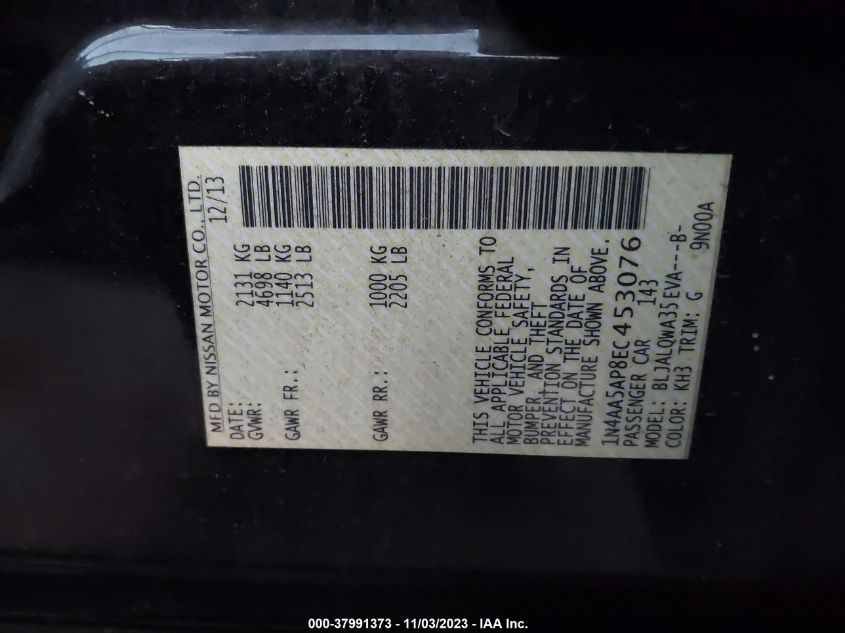 MFD BY NISSAN MOTOR CO., LTD.
DATE: 12/13
GVWR: 2131 KG
4698 LB
GAWR FR.: 1140 KG
2513 LB
GAWR RR.: 1000 KG
2205 LB
THIS VEHICLE CONFORMS TO
ALL APPLICABLE FEDERAL
MOTOR VEHICLE SAFETY,
BUMPER, AND THEFT
PREVENTION STANDARDS IN
EFFECT ON THE DATE OF
MANUFACTURE SHOWN ABOVE.
1N4AA5AP8EC453076
PASSENGER CAR 143
MODEL: BLJALQWA35EVA---B-
COLOR: KH3 TRIM: G 9N00A
000-37991373 - 11/03/2023 - IAA Inc.